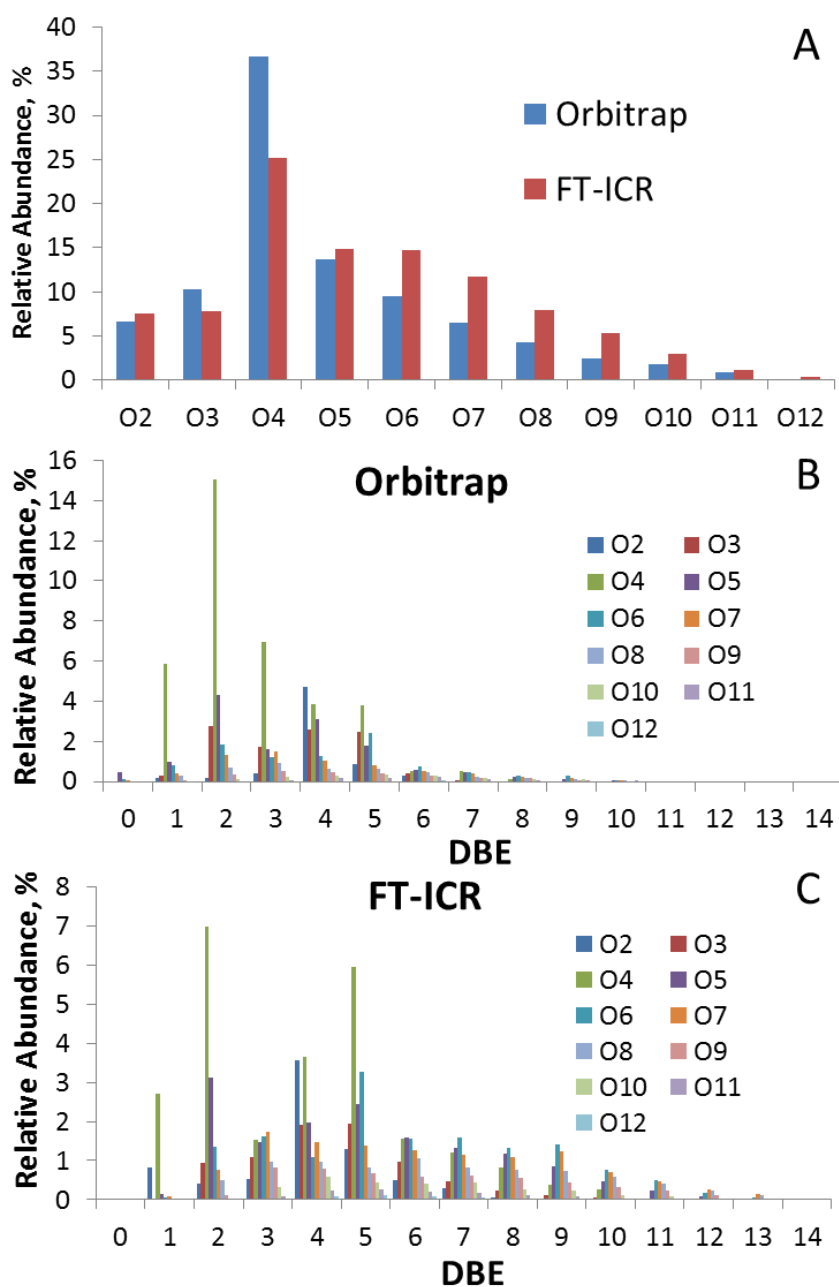 A
Relative Abundance, %
40
35
30
25
20
15
10
5
0
Orbitrap
FT-ICR
O2 O3 O4 O5 O6 O7 O8 O9 O10 O11 O12
B
Orbitrap
Relative Abundance, %
16
14
12
10
8
6
4
2
0
O2 O3
O4 O5
O6 O7
O8 O9
O10 O11
O12
0 1 2 3 4 5 6 7 8 9 10 11 12 13 14
DBE
C
FT-ICR
Relative Abundance, %
8
7
6
5
4
3
2
1
0
O2 O3
O4 O5
O6 O7
O8 O9
O10 O11
O12
0 1 2 3 4 5 6 7 8 9 10 11 12 13 14
DBE